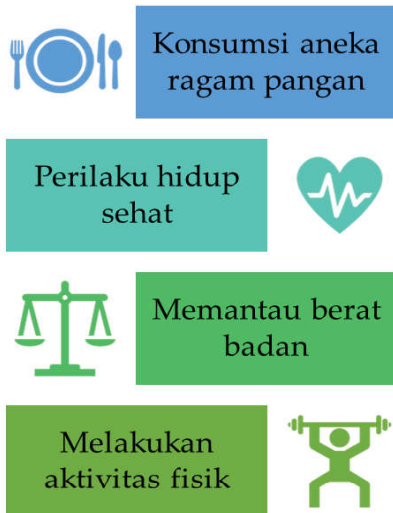 Konsumsi aneka
ragam pangan
Perilaku hidup
sehat
Memantau berat
badan
Melakukan
aktivitas fisik